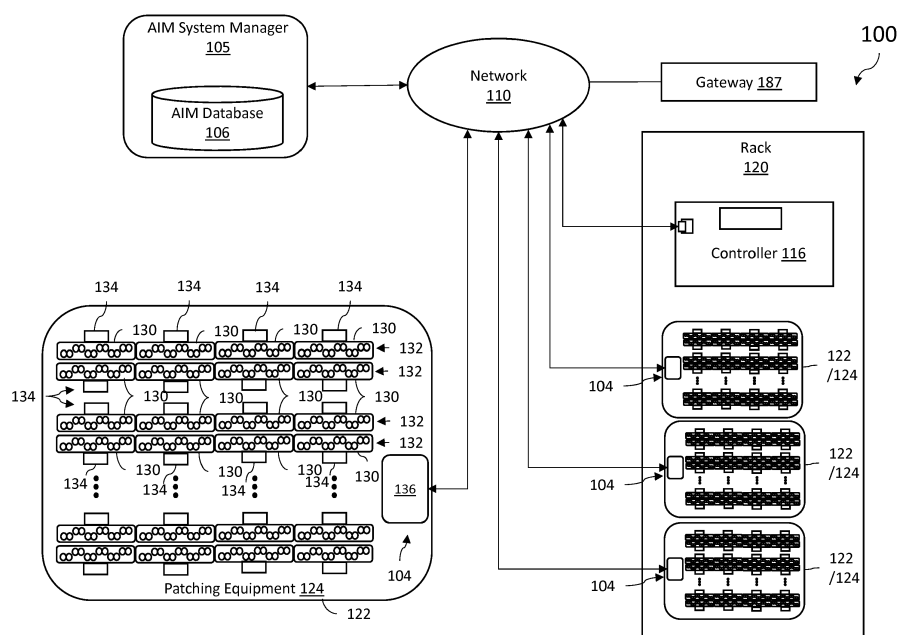 AIM System Manager
105
AIM Database
106
Network
110
Gateway 187
100
Rack
120
Controller 116
134 134 134 134
130 130 130 130
132
132
134 130 130 130 130
132
132
134 130 134 130 134 130 134 130
136
104
Patching Equipment 124
122
104
122
/124
104
122
/124
104
122
/124